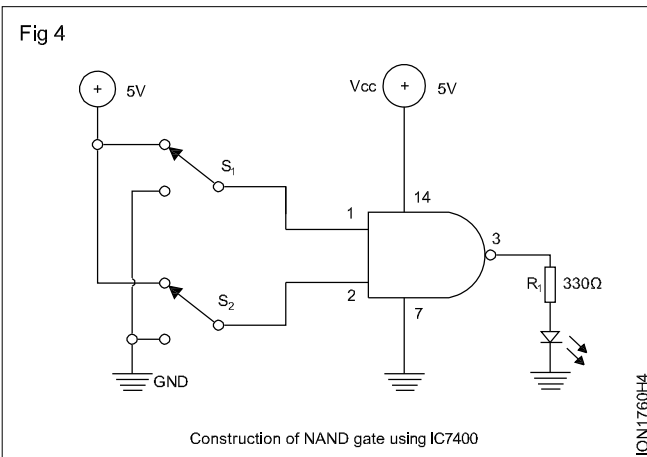 Fig 4
+ 5V
Vcc + 5V
S1
14
1
3
R1 330Ω
2
S2
7
GND
Construction of NAND gate using IC7400
ION1760H4